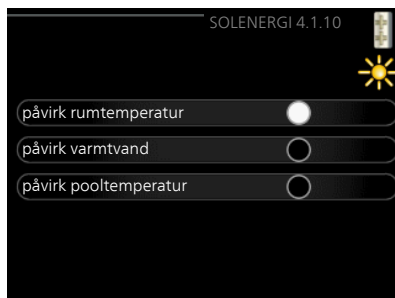 SOLENERGI 4.1.10
påvirk rumtemperatur
påvirk varmtvand
påvirk pooltemperatur